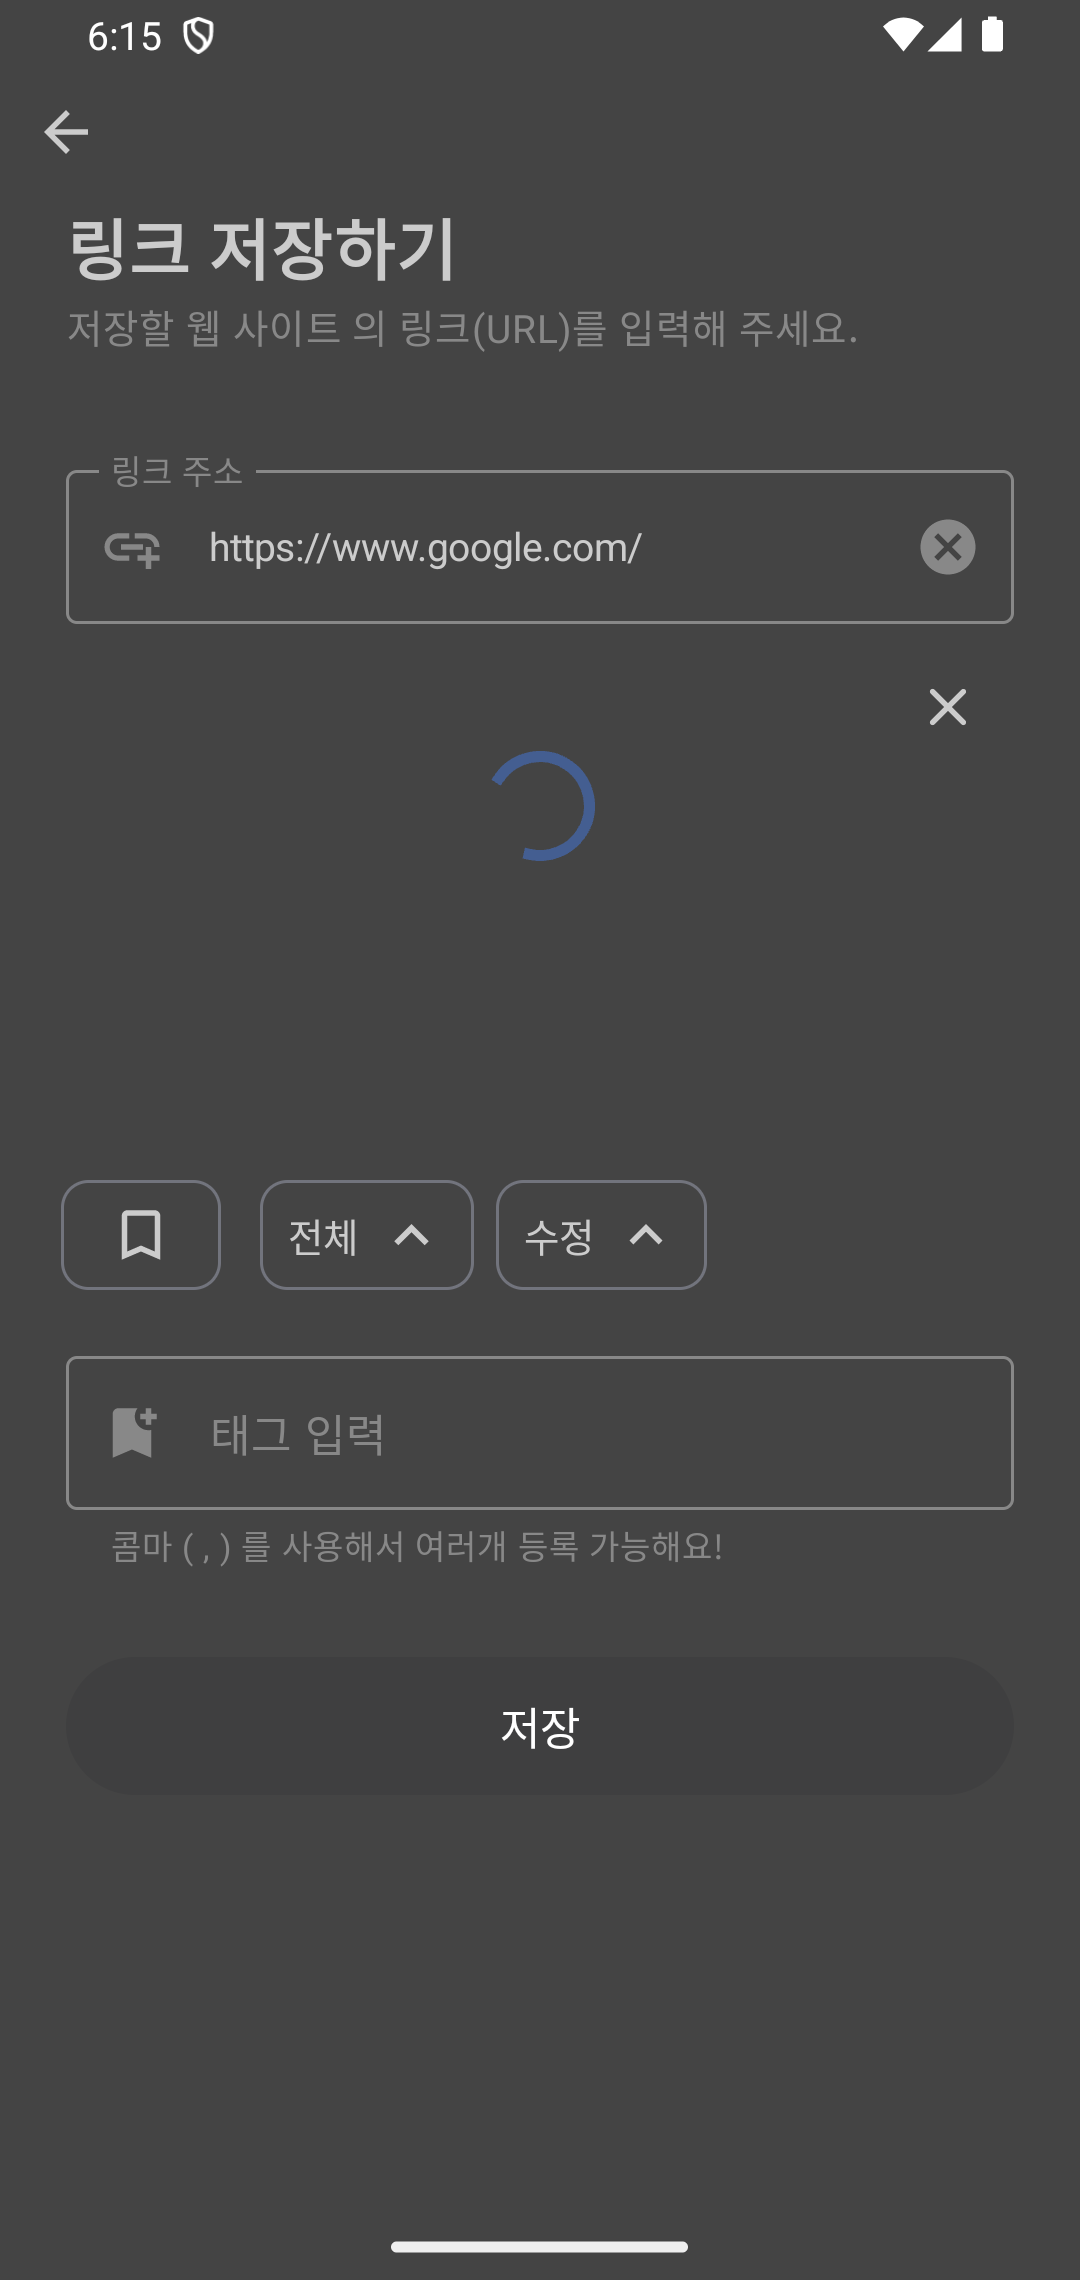 6:15
링크 저장하기
저장할 웹 사이트 의 링크(URL)를 입력해 주세요.
링크 주소
https://www.google.com/
전체
수정
태그 입력
콤마 ( , ) 를 사용해서 여러개 등록 가능해요!
저장